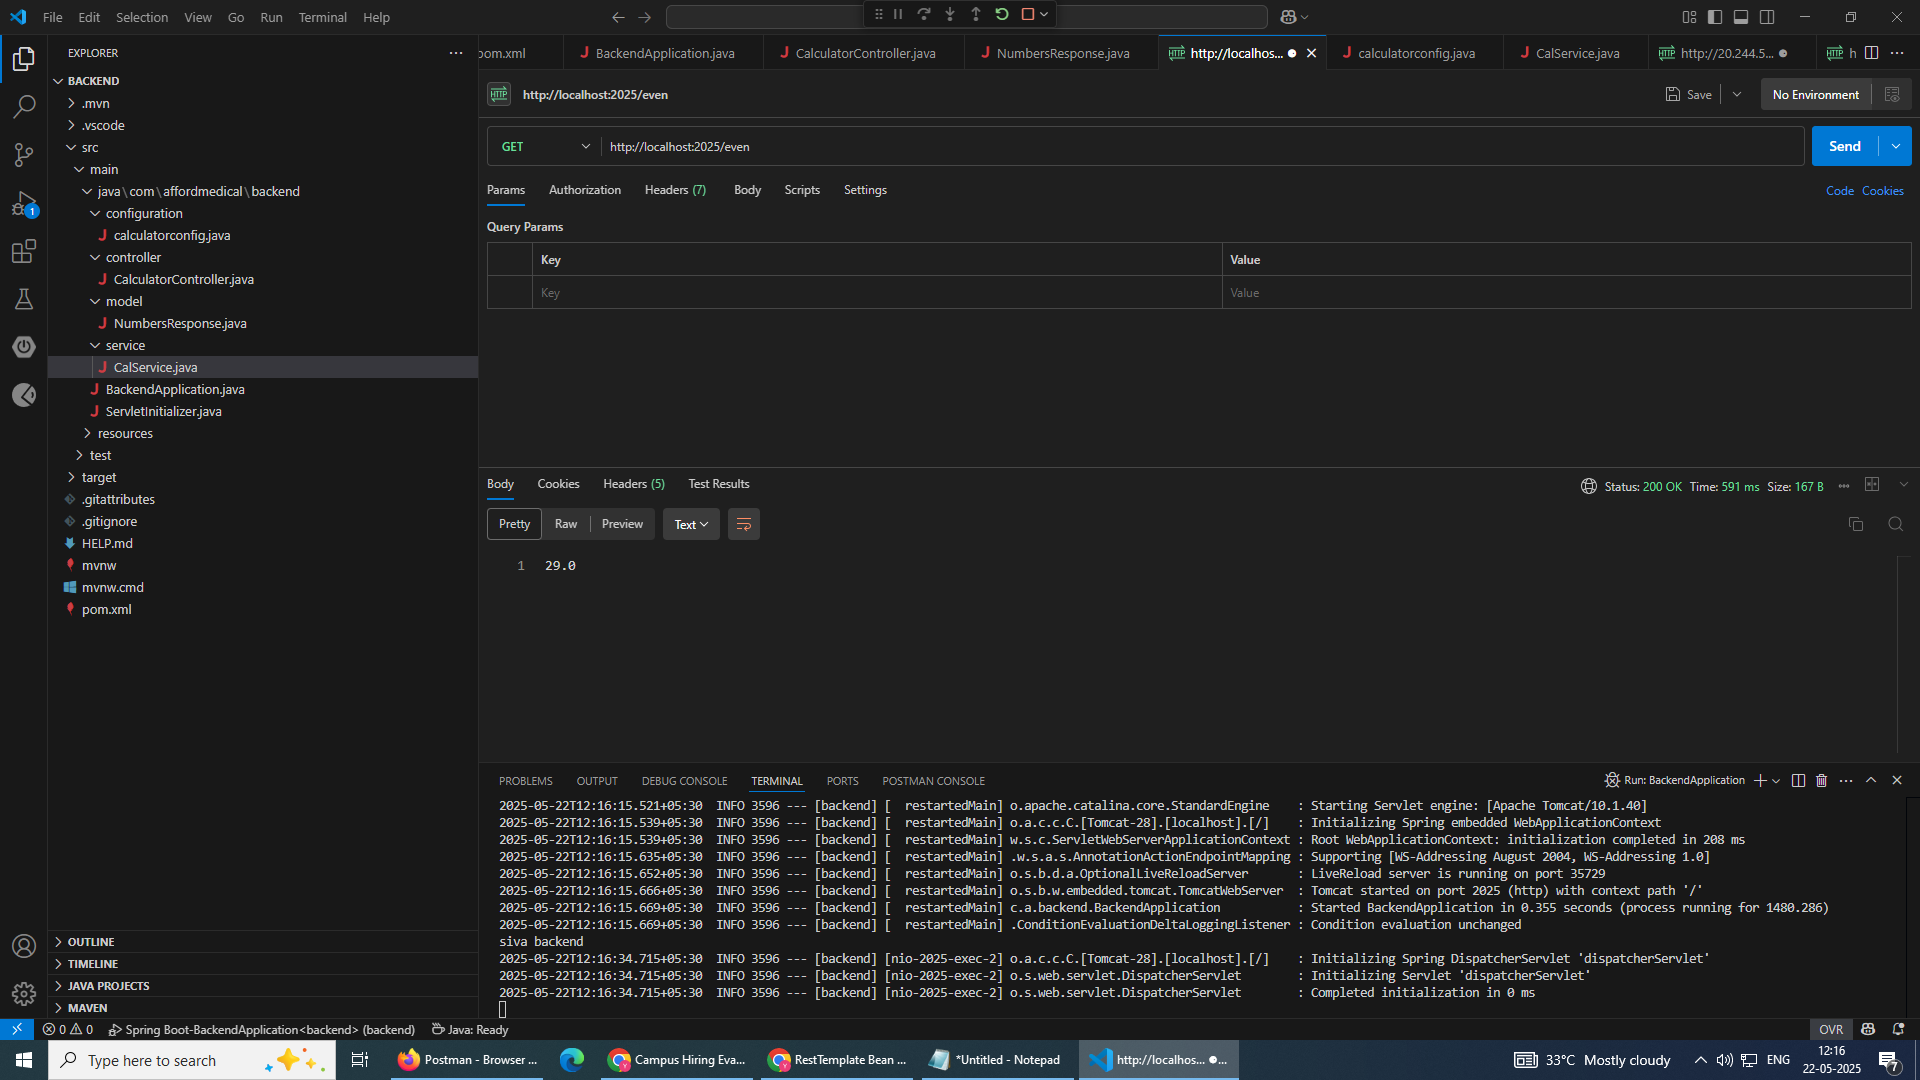 File Edit Selection View Go Run Terminal Help
EXPLORER
BACKEND
.mvn
.vscode
src
main
java\com\affordmedical\backend
configuration
calculatorconfig.java
controller
CalculatorController.java
model
NumbersResponse.java
service
CalService.java
BackendApplication.java
ServletInitializer.java
resources
test
target
.gitattributes
.gitignore
HELP.md
mvnw
mvnw.cmd
pom.xml
OUTLINE
TIMELINE
JAVA PROJECTS
MAVEN
pom.xml BackendApplication.java CalculatorController.java NumbersResponse.java http://localhos... calculatorconfig.java CalService.java http://20.244.5... h
HTTP http://localhost:2025/even Save No Environment
GET http://localhost:2025/even Send
Params Authorization Headers (7) Body Scripts Settings Code Cookies
Query Params
Key Value
Key Value
Body Cookies Headers (5) Test Results Status: 200 OK Time: 591 ms Size: 167 B
Pretty Raw Preview Text
1 29.0
PROBLEMS OUTPUT DEBUG CONSOLE TERMINAL PORTS POSTMAN CONSOLE Run: BackendApplication
2025-05-22T12:16:15.521+05:30 INFO 3596 --- [backend] [ restartedMain] o.apache.catalina.core.StandardEngine : Starting Servlet engine: [Apache Tomcat/10.1.40]
2025-05-22T12:16:15.539+05:30 INFO 3596 --- [backend] [ restartedMain] o.a.c.c.C.[Tomcat-28].[localhost].[/] : Initializing Spring embedded WebApplicationContext
2025-05-22T12:16:15.539+05:30 INFO 3596 --- [backend] [ restartedMain] w.s.c.ServletWebServerApplicationContext : Root WebApplicationContext: initialization completed in 208 ms
2025-05-22T12:16:15.635+05:30 INFO 3596 --- [backend] [ restartedMain] .w.s.a.s.AnnotationActionEndpointMapping : Supporting [WS-Addressing August 2004, WS-Addressing 1.0]
2025-05-22T12:16:15.652+05:30 INFO 3596 --- [backend] [ restartedMain] o.s.b.d.a.OptionalLiveReloadServer : LiveReload server is running on port 35729
2025-05-22T12:16:15.666+05:30 INFO 3596 --- [backend] [ restartedMain] o.s.b.w.embedded.tomcat.TomcatWebServer : Tomcat started on port 2025 (http) with context path '/'
2025-05-22T12:16:15.669+05:30 INFO 3596 --- [backend] [ restartedMain] c.a.backend.BackendApplication : Started BackendApplication in 0.355 seconds (process running for 1480.286)
2025-05-22T12:16:15.669+05:30 INFO 3596 --- [backend] [ restartedMain] .ConditionEvaluationDeltaLoggingListener : Condition evaluation unchanged
siva backend
2025-05-22T12:16:34.715+05:30 INFO 3596 --- [backend] [nio-2025-exec-2] o.a.c.c.C.[Tomcat-28].[localhost].[/] : Initializing Spring DispatcherServlet 'dispatcherServlet'
2025-05-22T12:16:34.715+05:30 INFO 3596 --- [backend] [nio-2025-exec-2] o.s.web.servlet.DispatcherServlet : Initializing Servlet 'dispatcherServlet'
2025-05-22T12:16:34.715+05:30 INFO 3596 --- [backend] [nio-2025-exec-2] o.s.web.servlet.DispatcherServlet : Completed initialization in 0 ms
0 0 Spring Boot-BackendApplication<backend> (backend) Java: Ready OVR
Type here to search Postman - Browser ... Campus Hiring Eva... RestTemplate Bean ... *Untitled - Notepad http://localhos... 33°C Mostly cloudy ENG 12:16
22-05-2025
7